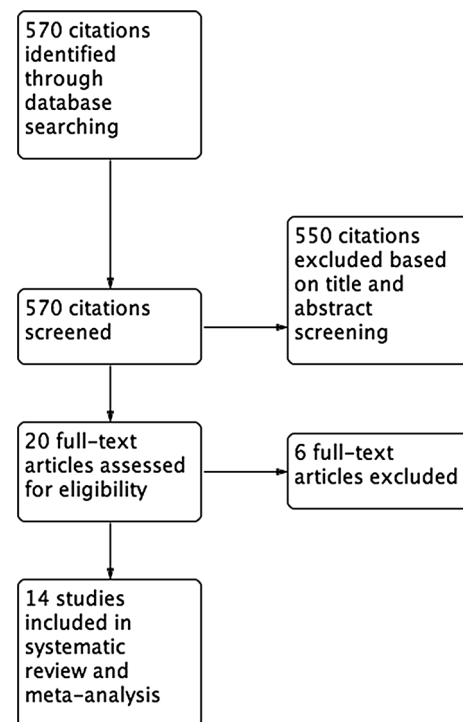 570 citations
identified
through
database
searching
550 citations
excluded based
on title and
abstract
screening
570 citations
screened
20 full-text
articles assessed
for eligibility
6 full-text
articles excluded
14 studies
included in
systematic
review and
meta-analysis